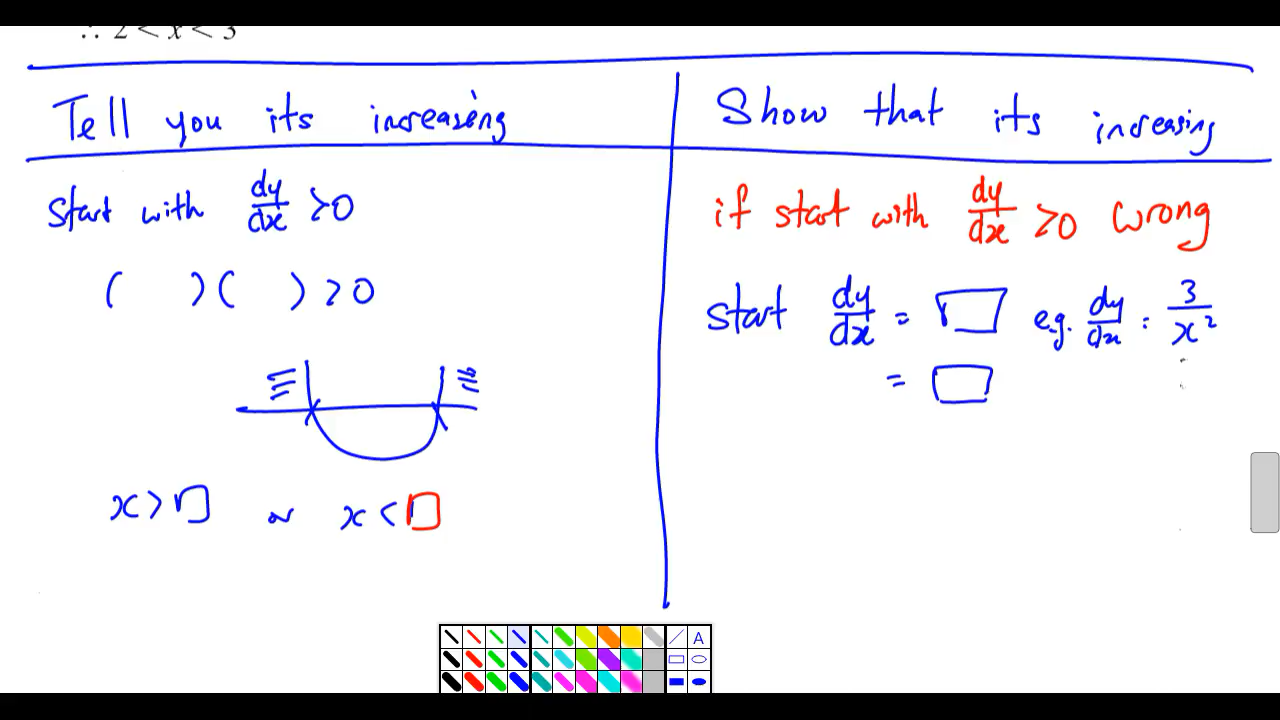 ∴ 2 < x < 3
Tell you its increasing
Start with dy/dx > 0
( )( ) > 0
x > □ or x < □
Show that its increasing
if start with dy/dx > 0 wrong
start dy/dx = □ e.g. dy/dx = 3/x²
= □
A